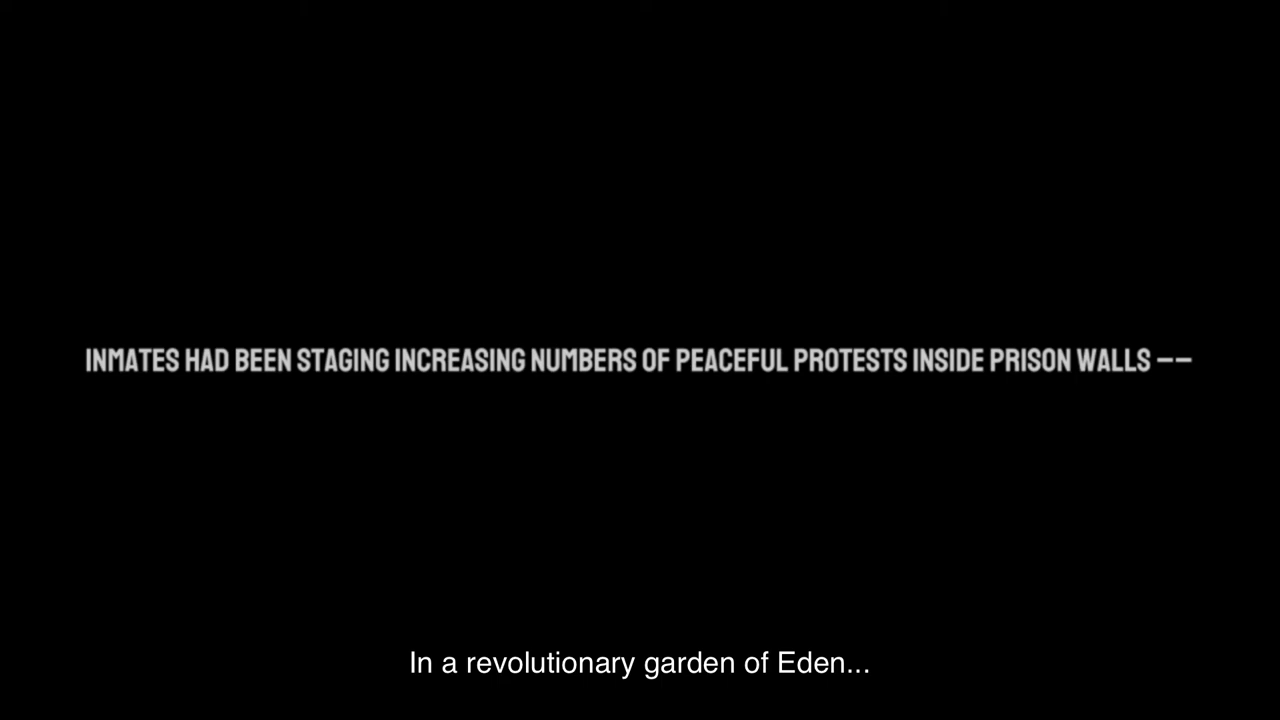 INMATES HAD BEEN STAGING INCREASING NUMBERS OF PEACEFUL PROTESTS INSIDE PRISON WALLS --
In a revolutionary garden of Eden...